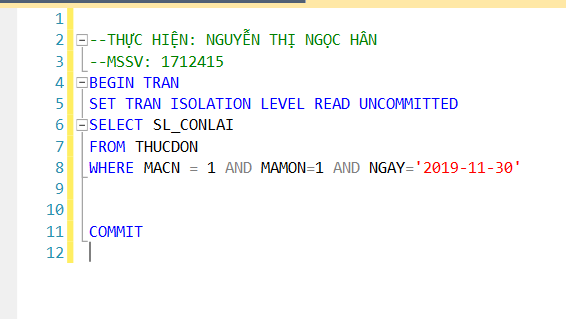 1
2 --THỰC HIỆN: NGUYỄN THỊ NGỌC HÂN
3 --MSSV: 1712415
4 BEGIN TRAN
5 SET TRAN ISOLATION LEVEL READ UNCOMMITTED
6 SELECT SL_CONLAI
7 FROM THUCDON
8 WHERE MACN = 1 AND MAMON=1 AND NGAY='2019-11-30'
9
10
11 COMMIT
12